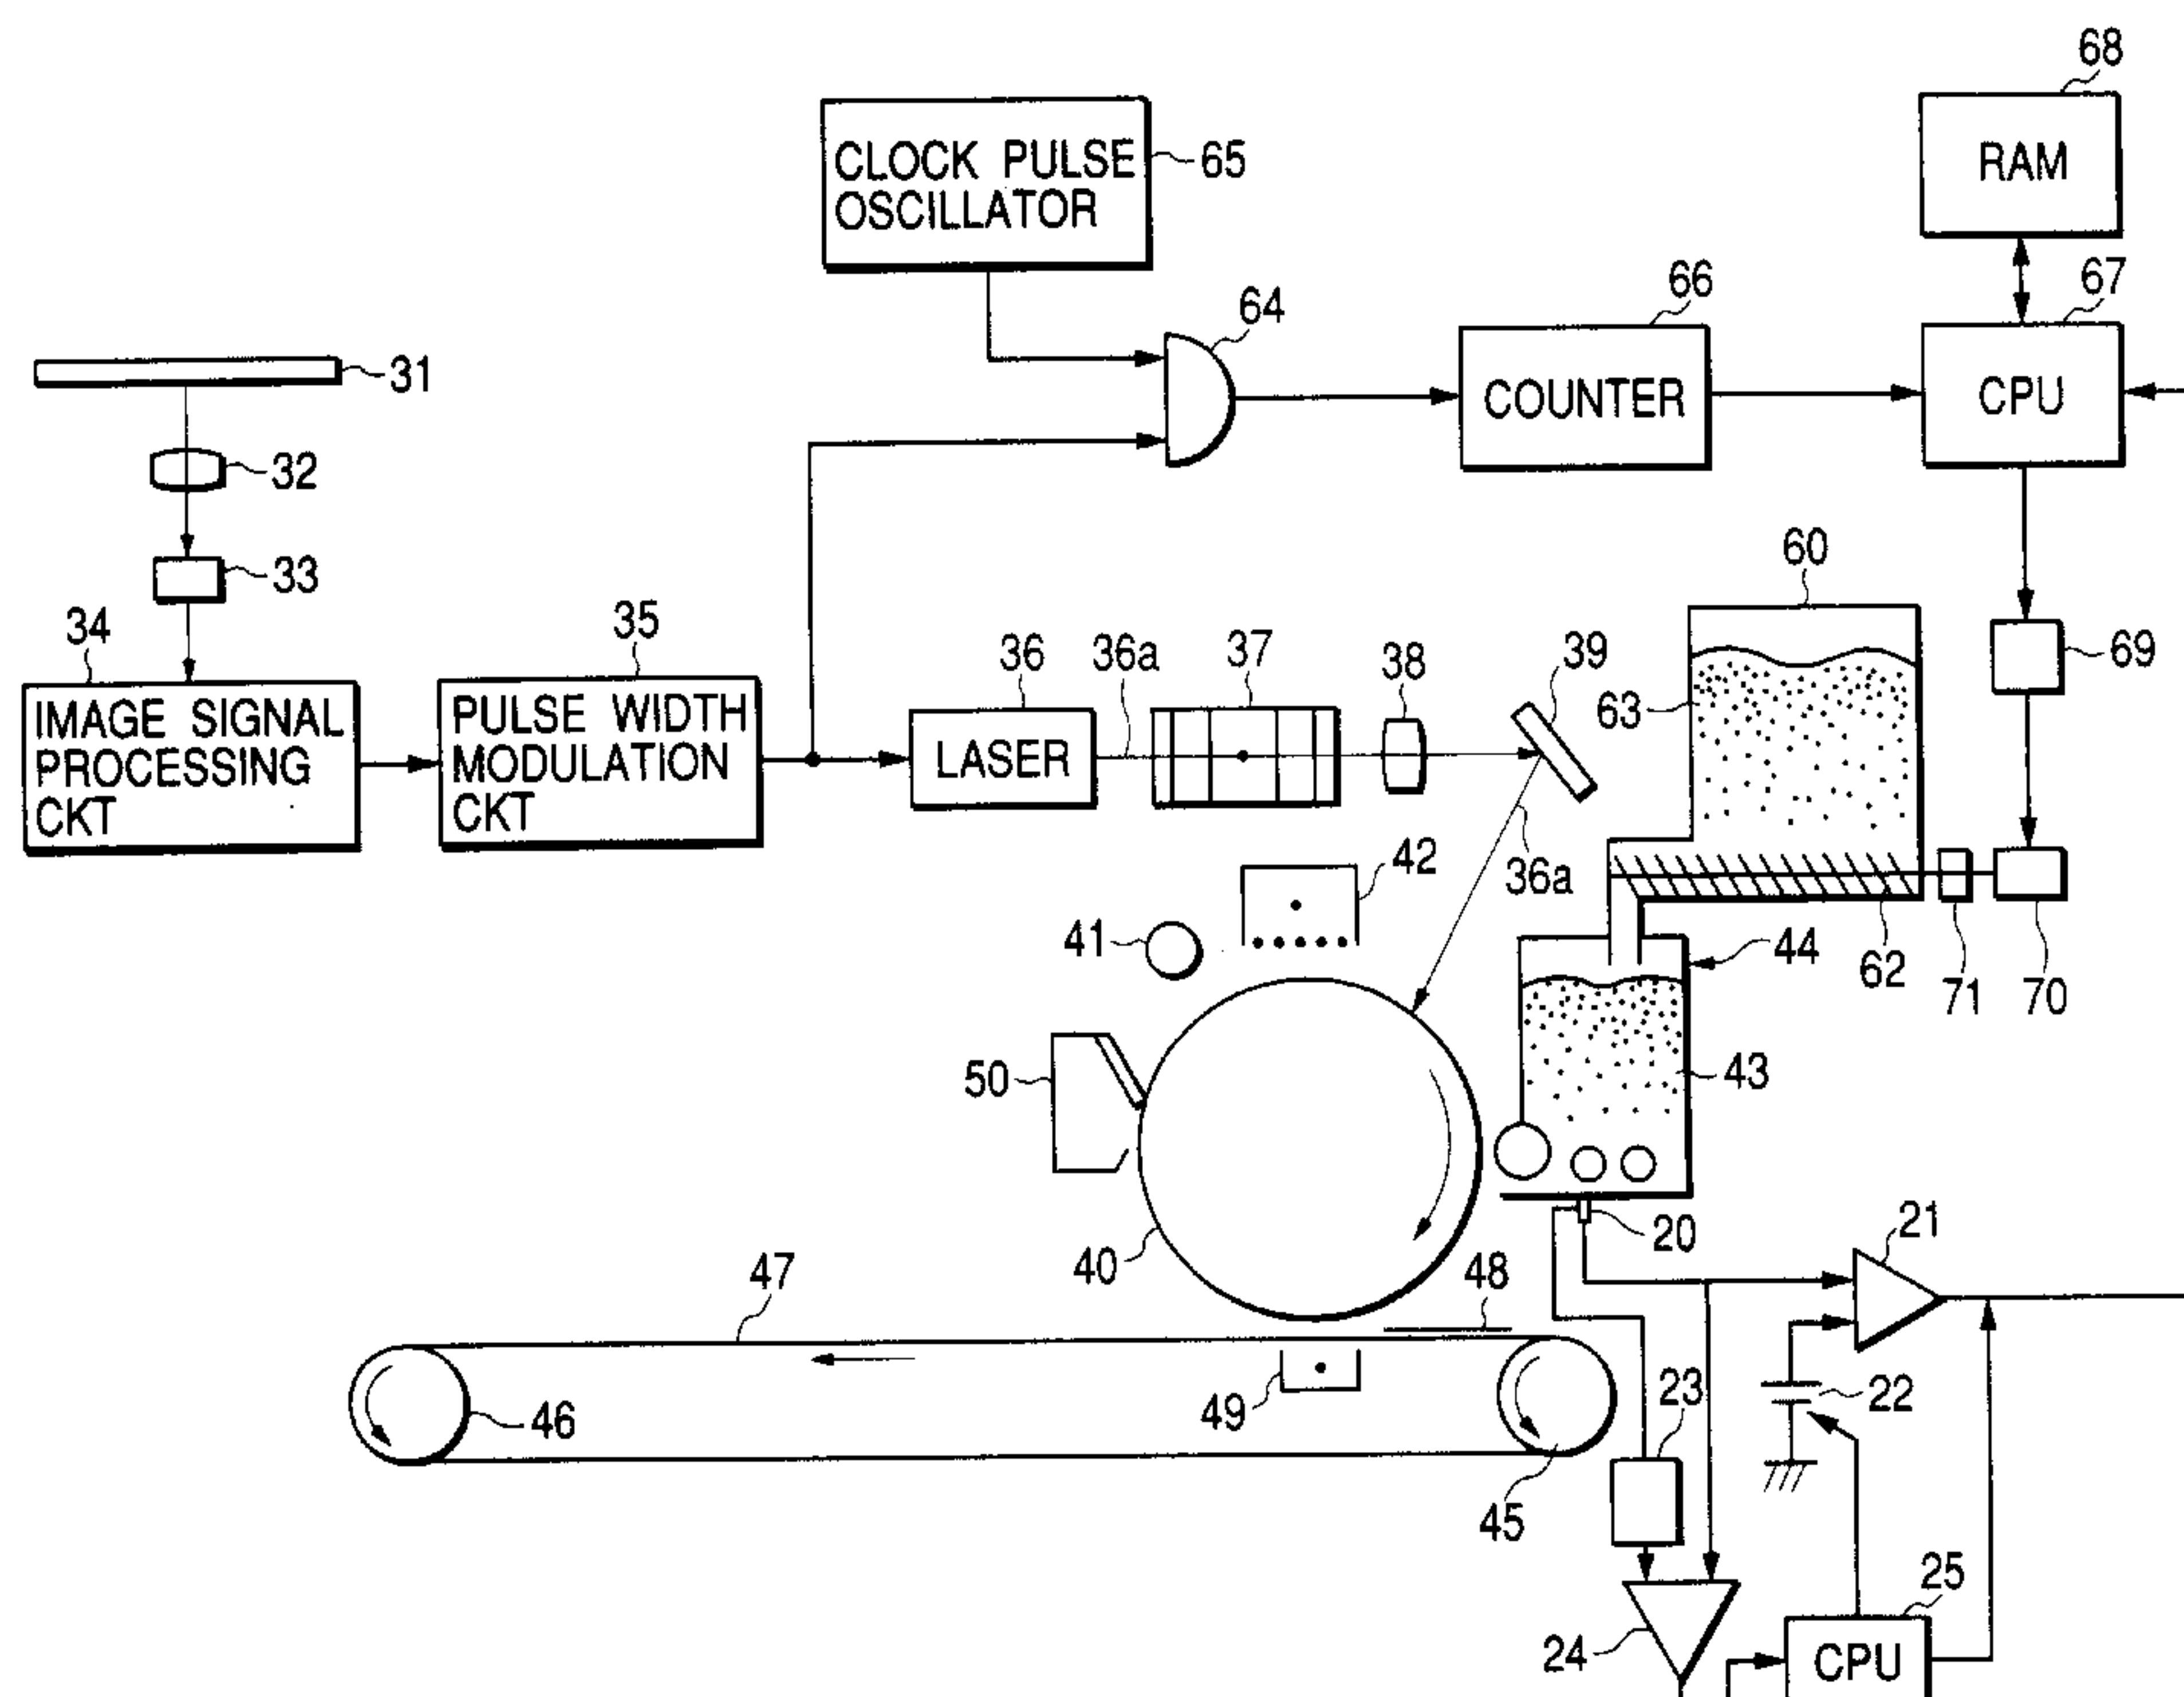 68
CLOCK PULSE
OSCILLATOR
65
RAM
64
66
67
31
COUNTER
CPU
32
33
60
34
35
36
36a
37
38
39
69
63
IMAGE SIGNAL
PROCESSING
CKT
PULSE WIDTH
MODULATION
CKT
LASER
42
36a
41
44
62
71
70
50
43
40
20
21
47
48
46
49
23
22
45
25
24
CPU